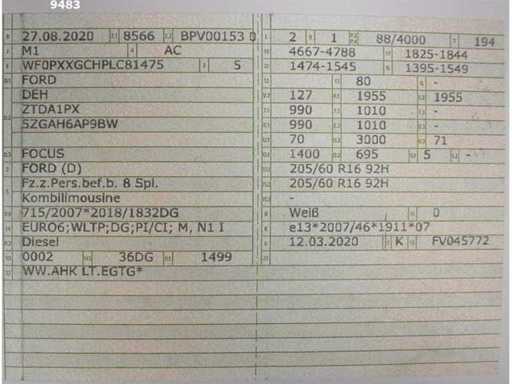 9483
27.08.2020 8566 BPV00153 0
M1 AC
WF0PXXGCHPLC81475 5
FORD
DEH
ZTDA1PX
5ZGAH6AP9BW
FOCUS
FORD (D)
Fz.z.Pers.bef.b. 8 Spl.
Kombilimousine
715/2007*2018/1832DG
EURO6;WLTP;DG;PI/CI; M, N1 I
Diesel
0002 36DG 1499
WW.AHK LT.EGTG*
2 1 88/4000 194
4667-4788 1825-1844
1474-1545 1395-1549
80 -
127 1955 1955
990 1010 -
990 1010 -
70 3000 71
1400 695 5 -
205/60 R16 92H
205/60 R16 92H
-
Weiß 0
e13*2007/46*1911*07
12.03.2020 K FV045772